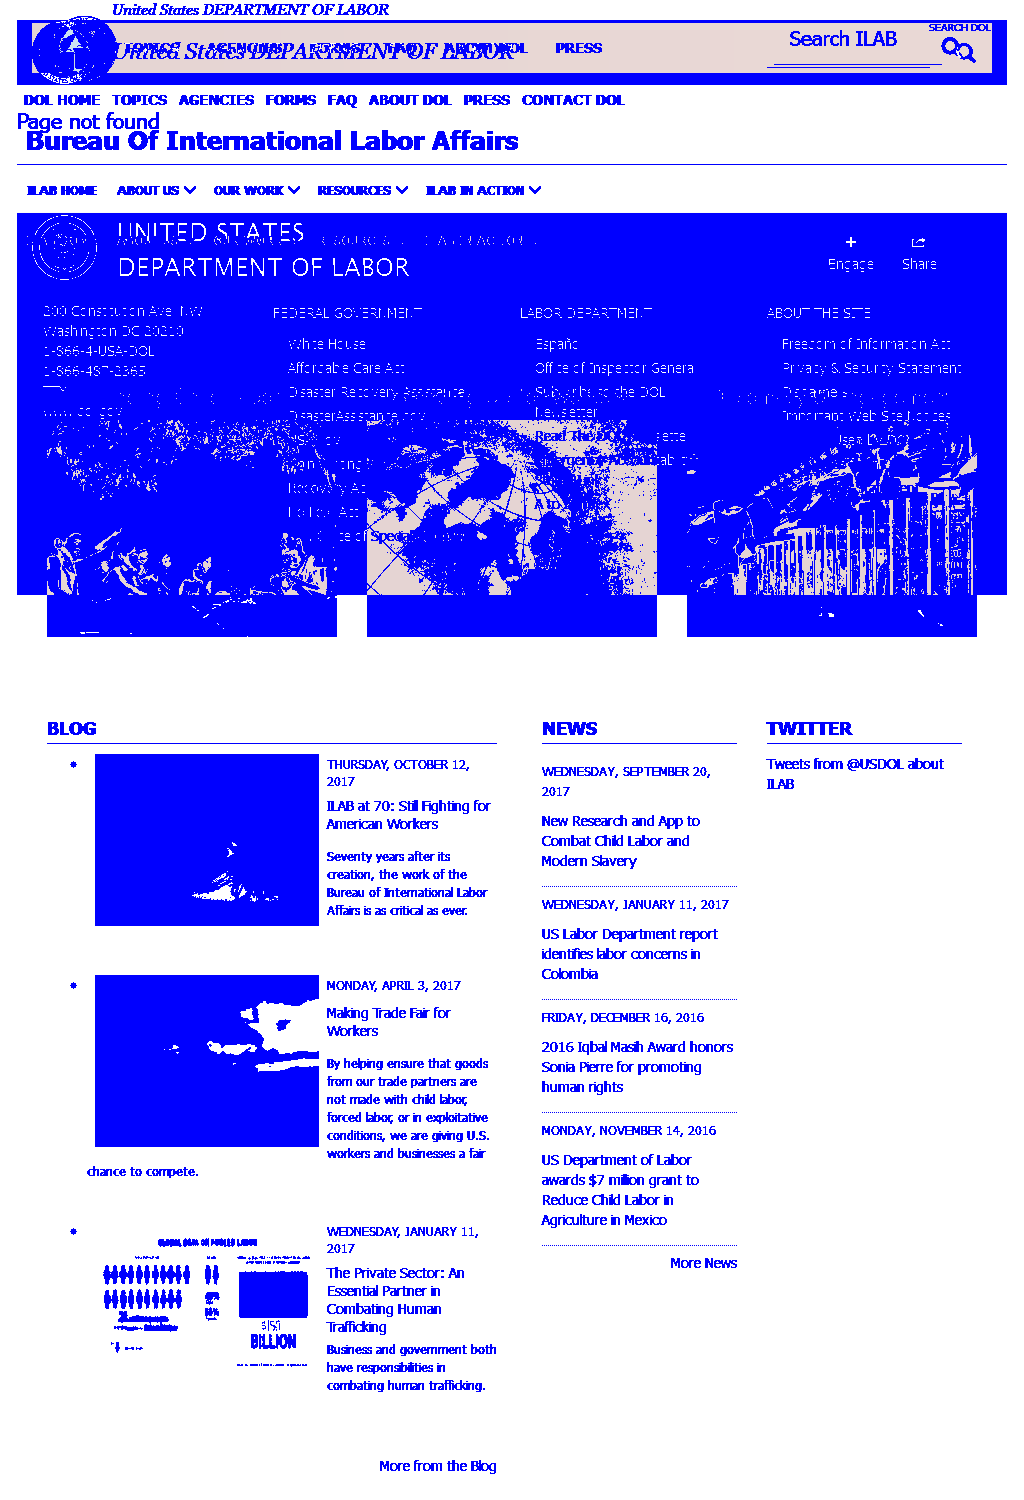 United States DEPARTMENT OF LABOR
SEARCH DOL
United States DEPARTMENT OF LABOR
ABOUT DOL PRESS
Search ILAB
DOL HOME TOPICS AGENCIES FORMS FAQ ABOUT DOL PRESS CONTACT DOL
Page not found
Bureau Of International Labor Affairs
ILAB HOME ABOUT US OUR WORK RESOURCES ILAB IN ACTION
UNITED STATES
DEPARTMENT OF LABOR
Engage Share
200 Constitution Ave. NW
Washington DC 20210
1-866-4-USA-DOL
1-866-487-2365
www.dol.gov
FEDERAL GOVERNMENT
White House
Affordable Care Act
Disaster Recovery Assistance
DisasterAssistance.gov
Recovery Act
No Fear Act
LABOR DEPARTMENT
Español
Office of Inspector General
Subscribe to the DOL
Newsletter
Read The
A to
ABOUT THE SITE
Freedom of Information Act
Privacy & Security Statement
Important Web Site Notices
BLOG
THURSDAY, OCTOBER 12,
2017
ILAB at 70: Still Fighting for
American Workers
Seventy years after its
creation, the work of the
Bureau of International Labor
Affairs is as critical as ever.
MONDAY, APRIL 3, 2017
Making Trade Fair for
Workers
By helping ensure that goods
from our trade partners are
not made with child labor,
forced labor, or in exploitative
conditions, we are giving U.S.
workers and businesses a fair
chance to compete.
BILLION
WEDNESDAY, JANUARY 11,
2017
The Private Sector: An
Essential Partner in
Combating Human
Trafficking
Business and government both
have responsibilities in
combating human trafficking.
More from the Blog
NEWS
WEDNESDAY, SEPTEMBER 20,
2017
New Research and App to
Combat Child Labor and
Modern Slavery
WEDNESDAY, JANUARY 11, 2017
US Labor Department report
identifies labor concerns in
Colombia
FRIDAY, DECEMBER 16, 2016
2016 Iqbal Masih Award honors
Sonia Pierre for promoting
human rights
MONDAY, NOVEMBER 14, 2016
US Department of Labor
awards $7 million grant to
Reduce Child Labor in
Agriculture in Mexico
More News
TWITTER
Tweets from @USDOL about
ILAB